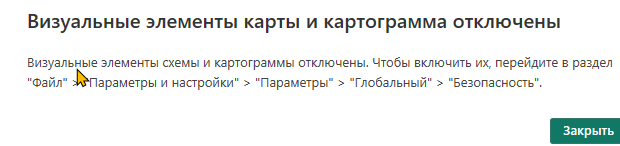 Визуальные элементы карты и картограмма отключены
Визуальные элементы схемы и картограммы отключены. Чтобы включить их, перейдите в раздел
"Файл" > "Параметры и настройки" > "Параметры" > "Глобальный" > "Безопасность".
Закрыть